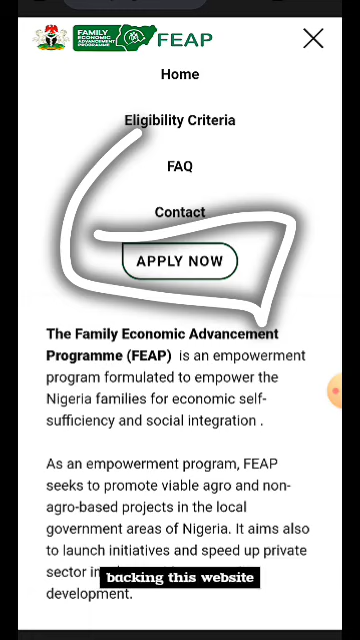 FAMILY
ECONOMIC
ADVANCEMENT
PROGRAMME
FEAP
Home
Eligibility Criteria
FAQ
Contact
APPLY NOW
The Family Economic Advancement
Programme (FEAP) is an empowerment
program formulated to empower the
Nigeria families for economic self-
sufficiency and social integration .
As an empowerment program, FEAP
seeks to promote viable agro and non-
agro-based projects in the local
government areas of Nigeria. It aims also
to launch initiatives and speed up private
sector in
backing this website
development.